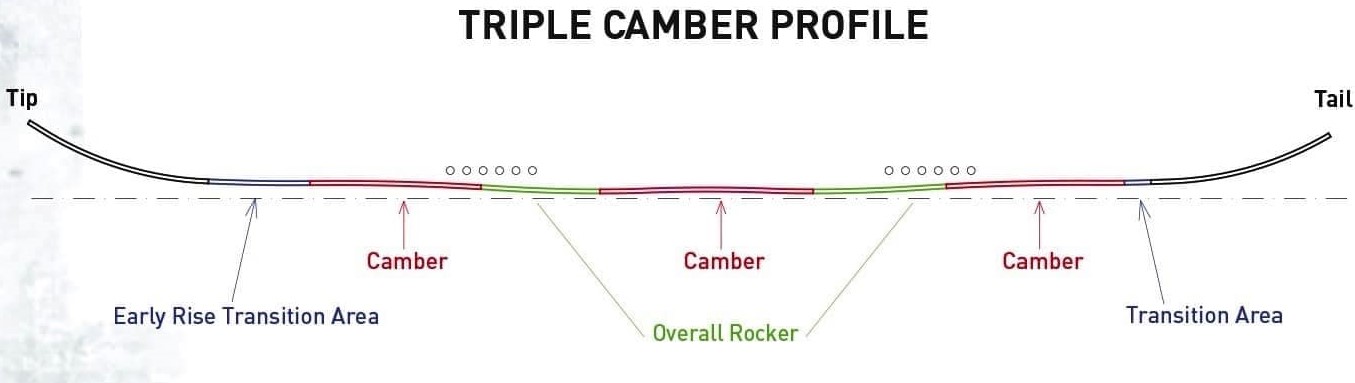 TRIPLE CAMBER PROFILE
Tip
Tail
Camber
Camber
Camber
Early Rise Transition Area
Transition Area
Overall Rocker